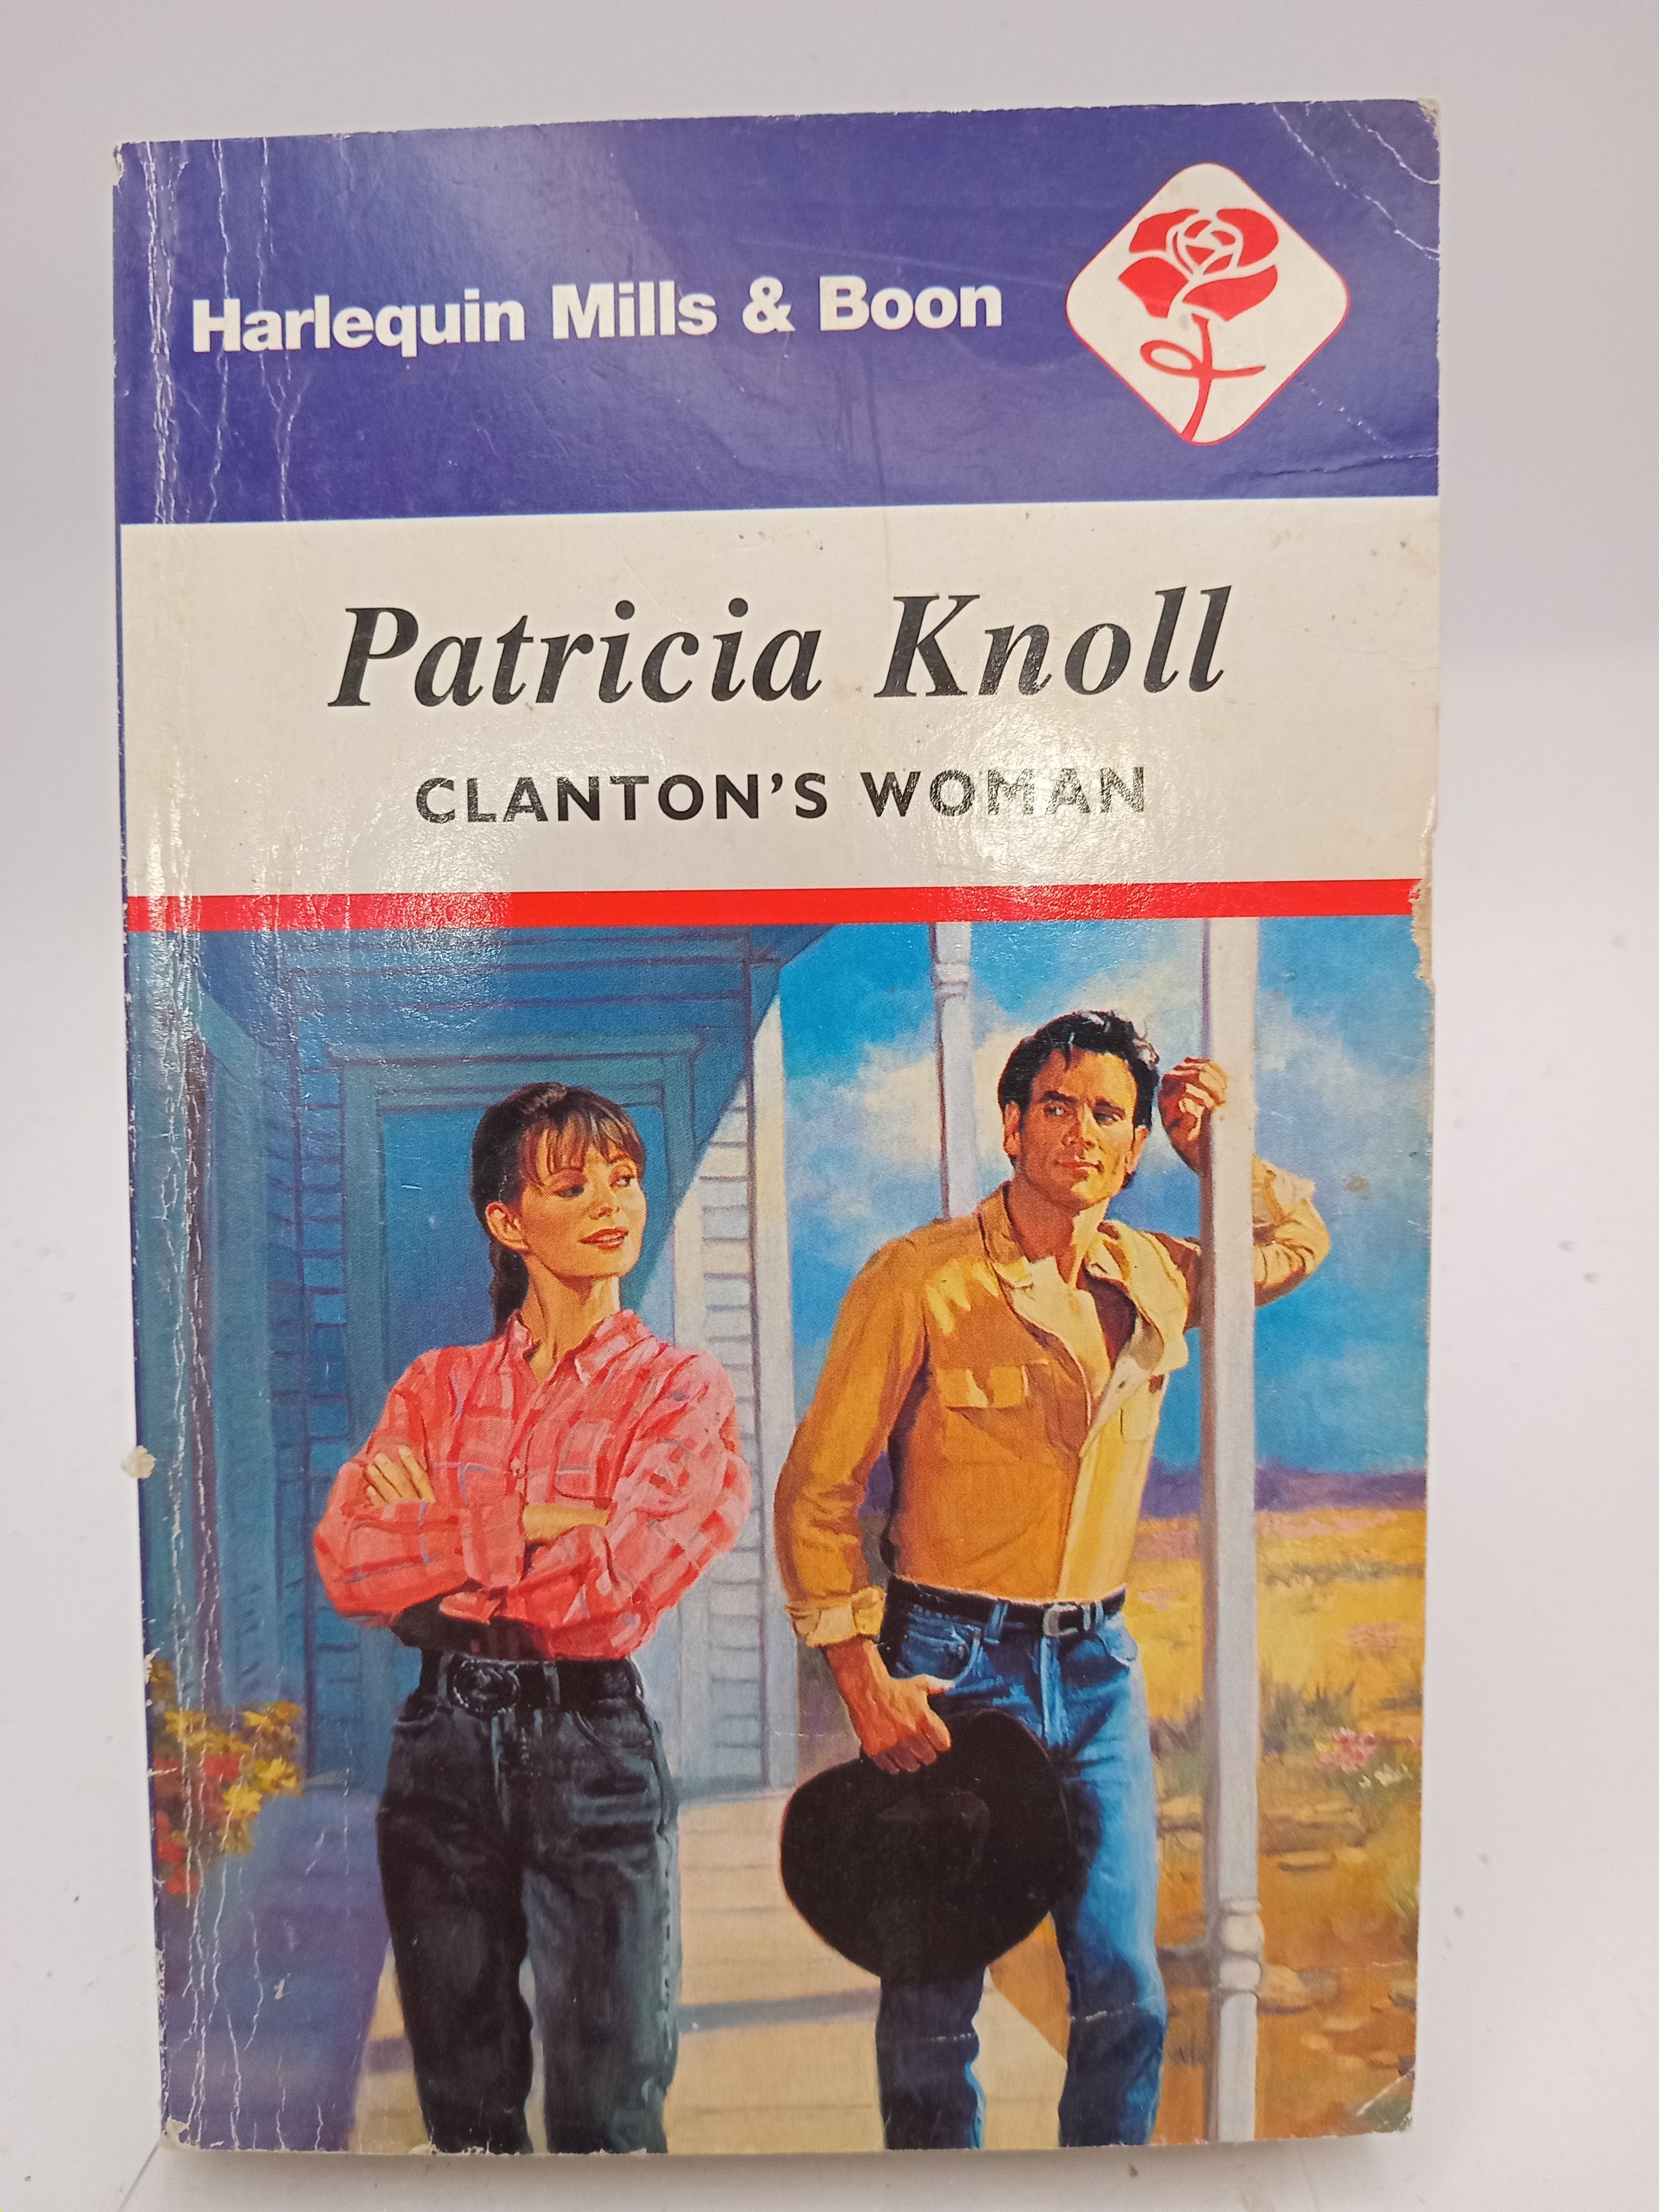 Harlequin Mills & Boon
Patricia Knoll
CLANTON'S WOMAN